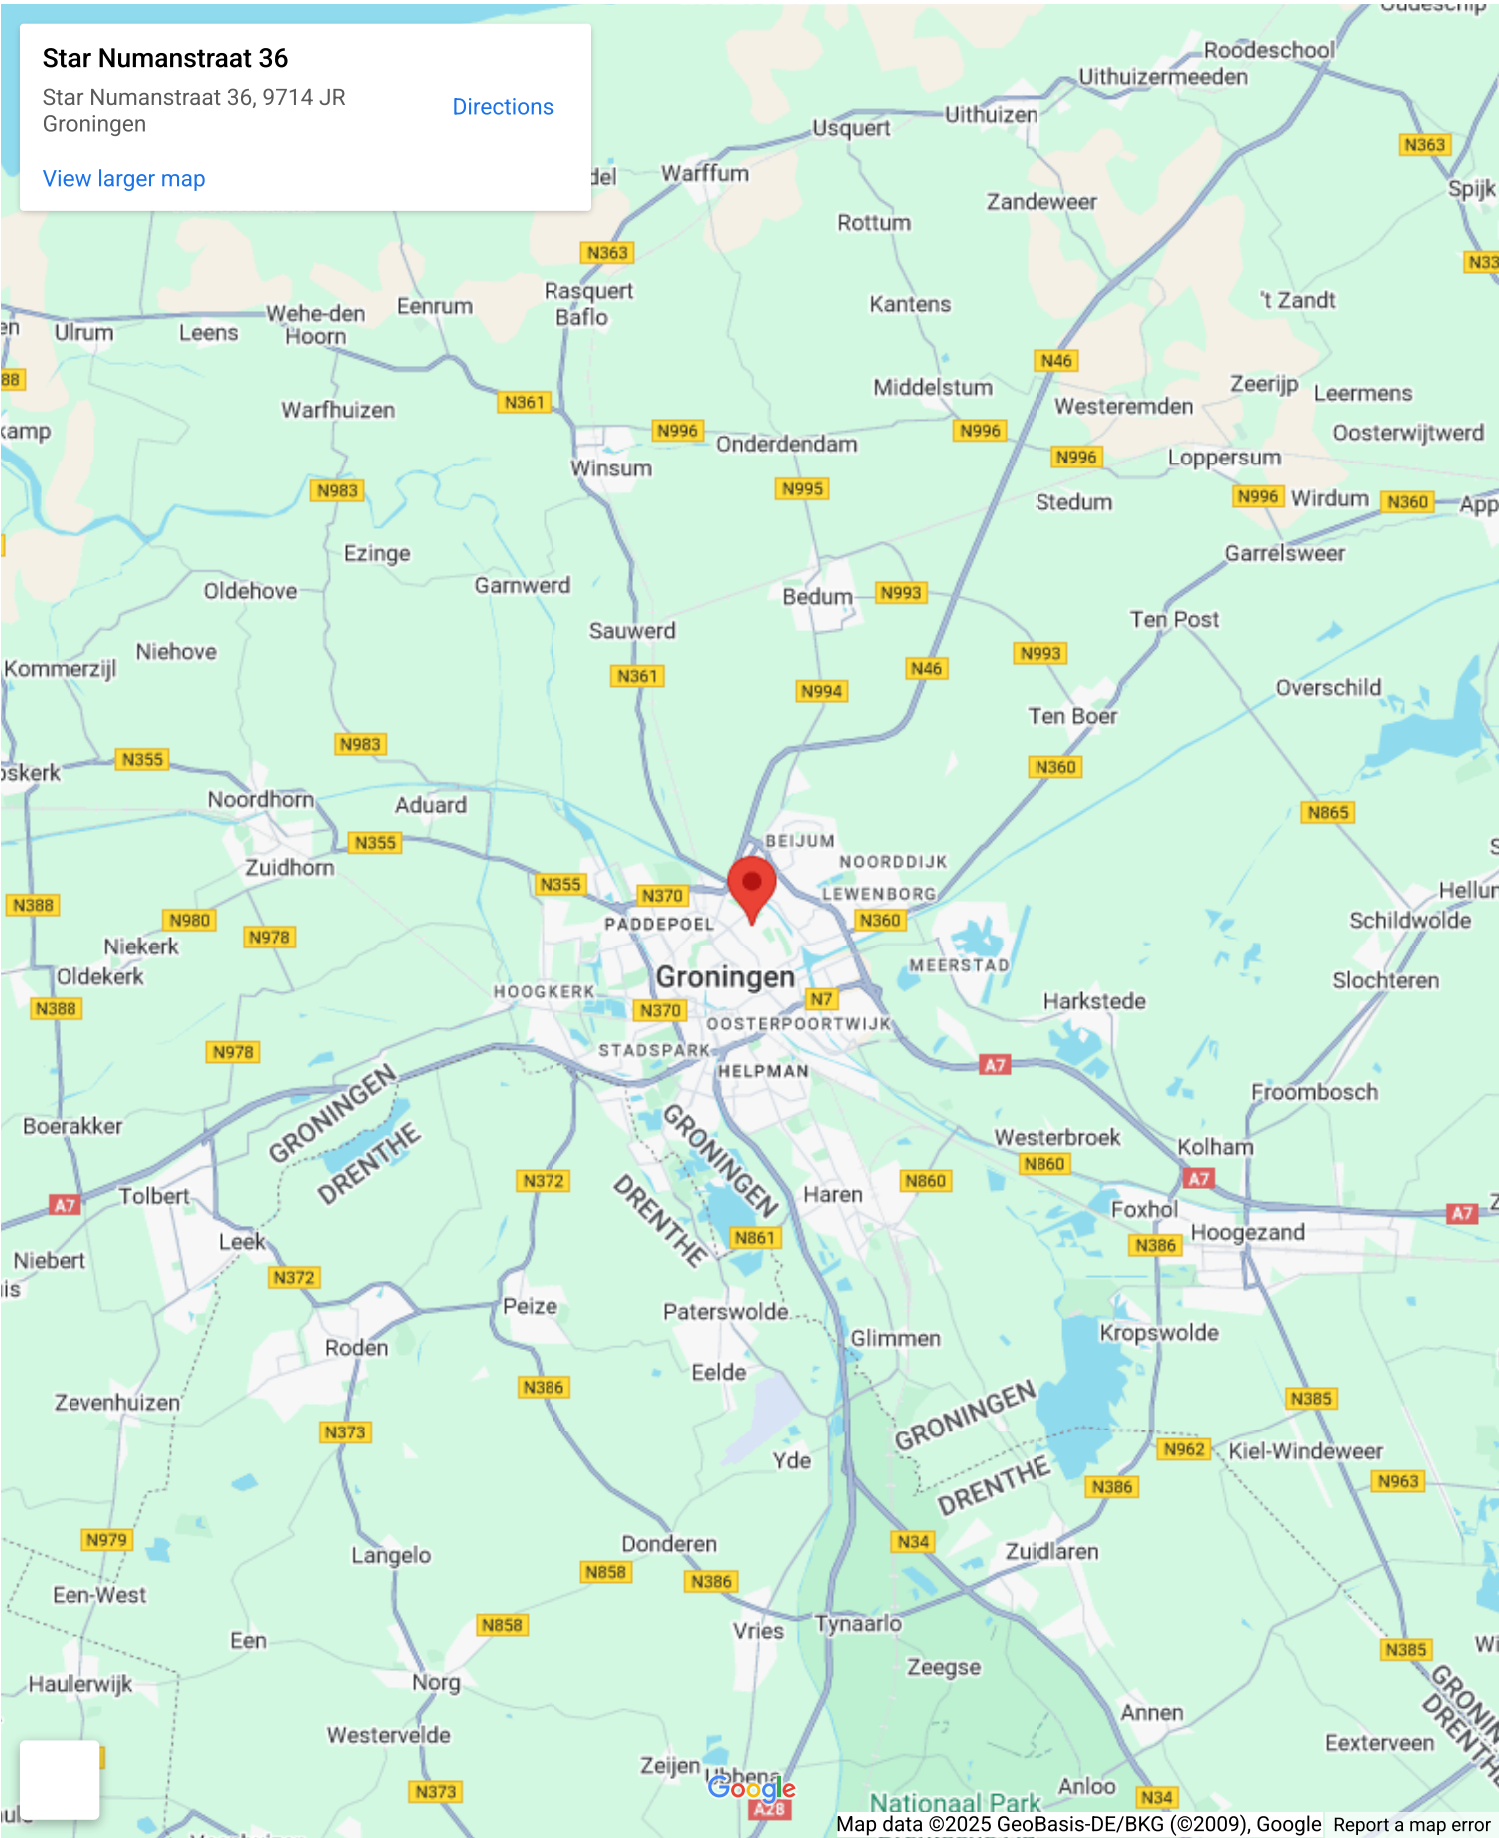 Star Numanstraat 36
Star Numanstraat 36, 9714 JR
Groningen
Directions
View larger map
Roodeschool
Uithuizermeeden
Uithuizen
Usquert
N363
Warffum
Spijk
Zandeweer
Rottum
N363
N33
Rasquert
Baflo
't Zandt
Kantens
Eenrum
Wehe-den
Hoorn
Ulrum
Leens
N46
88
Middelstum
Zeerijp
Leermens
Warfhuizen
N361
Westeremden
N996
Onderdendam
N996
Oosterwijtwerd
Winsum
N996
Loppersum
N983
N995
Stedum
N996
Wirdum
N360
App
Ezinge
Garrelsweer
Oldehove
Garnwerd
Bedum
N993
Ten Post
Sauwerd
Niehove
Kommerzijl
N361
N46
N993
N994
Overschild
Ten Boer
N983
N355
N360
Noordhorn
Aduard
N865
N355
BEIJUM
Zuidhorn
NOORDDIJK
N355
N370
LEWENBORG
N388
N980
PADDEPOEL
N360
Schildwolde
N978
Niekerk
Oldekerk
Groningen
MEERSTAD
Slochteren
HOOGKERK
N7
Harkstede
N388
N370
OOSTERPOORTWIJK
N978
STADSPARK
HELPMAN
A7
GRONINGEN
DRENTHE
Froombosch
Boerakker
GRONINGEN
DRENTHE
Westerbroek
Kolham
N860
A7
Tolbert
N372
Haren
N860
A7
Foxhol
A7
Leek
N861
N386
Hoogezand
Niebert
N372
Peize
Paterswolde
Kropswolde
Roden
Glimmen
Eelde
N386
N385
Zevenhuizen
GRONINGEN
DRENTHE
N373
Yde
N962
Kiel-Windeweer
N386
N963
N979
Donderen
N34
Langelo
Zuidlaren
N858
N386
Een-West
N858
Vries
Tynaarlo
Een
N385
Haulerwijk
Norg
Zeegse
GRONIN
DRENTHE
Annen
Westervelde
Zeijen
Ubbena
Exterveen
Google
N373
A28
Anloo
N34
Nationaal Park
Map data ©2025 GeoBasis-DE/BKG (©2009), Google
Report a map error